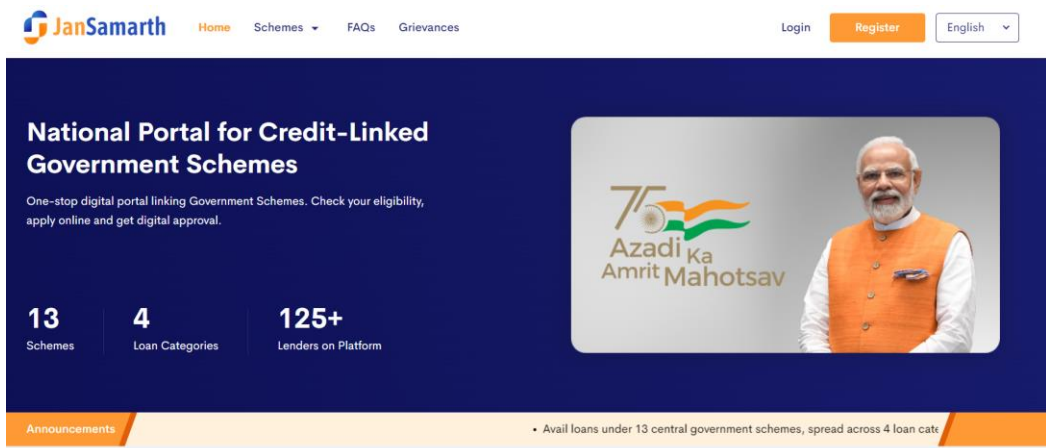 JanSamarth Home Schemes FAQs Grievances Login Register English
National Portal for Credit-Linked
Government Schemes
One-stop digital portal linking Government Schemes. Check your eligibility,
apply online and get digital approval.
75
Azadi Ka
Amrit Mahotsav
13 4 125+
Schemes Loan Categories Lenders on Platform
Announcements • Avail loans under 13 central government schemes, spread across 4 loan cate